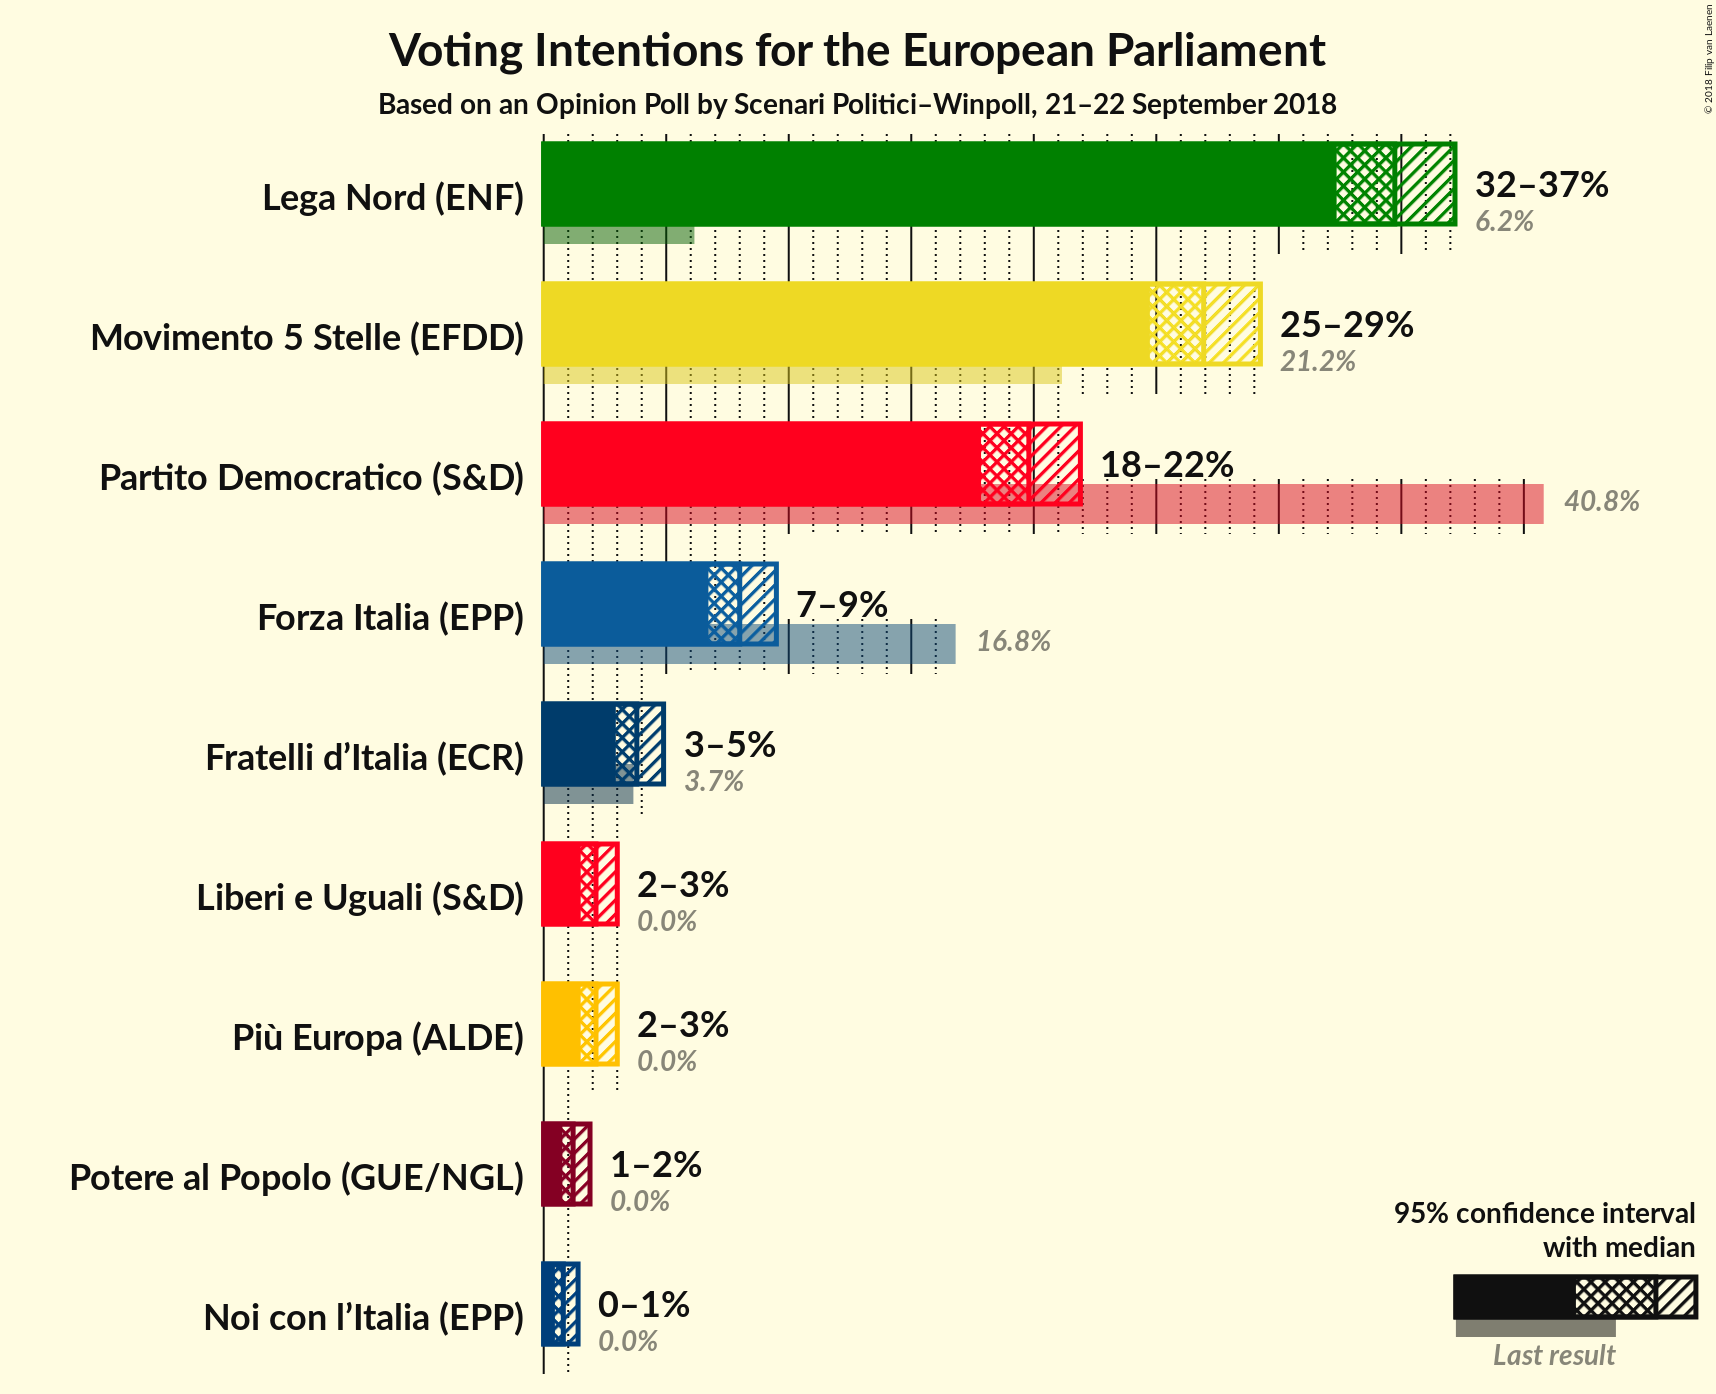 Voting Intentions for the European Parliament
Based on an Opinion Poll by Scenari Politici–Winpoll, 21–22 September 2018
© 2018 Filip van Laenen
Lega Nord (ENF)
32–37%
6.2%
Movimento 5 Stelle (EFDD)
25–29%
21.2%
Partito Democratico (S&D)
18–22%
40.8%
Forza Italia (EPP)
7–9%
16.8%
Fratelli d’Italia (ECR)
3–5%
3.7%
Liberi e Uguali (S&D)
2–3%
0.0%
Più Europa (ALDE)
2–3%
0.0%
Potere al Popolo (GUE/NGL)
1–2%
0.0%
Noi con l’Italia (EPP)
0–1%
0.0%
95% confidence interval
with median
Last result